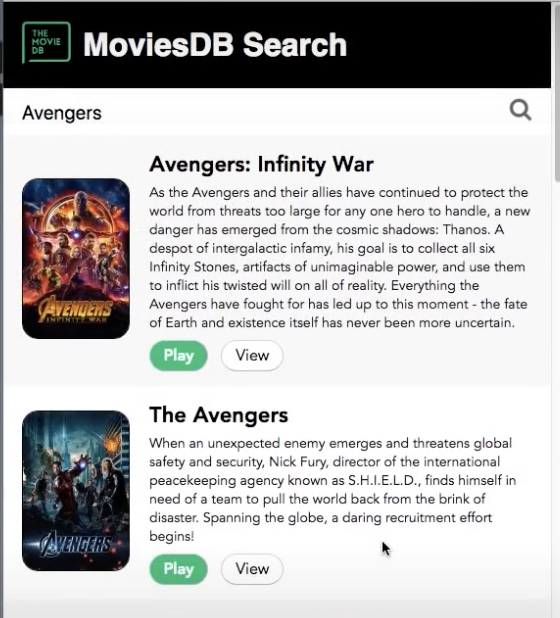 THE
MOVIE
DB
MoviesDB Search
Avengers
Avengers: Infinity War
As the Avengers and their allies have continued to protect the
world from threats too large for any one hero to handle, a new
danger has emerged from the cosmic shadows: Thanos. A
despot of intergalactic infamy, his goal is to collect all six
Infinity Stones, artifacts of unimaginable power, and use them
to inflict his twisted will on all of reality. Everything the
Avengers have fought for has led up to this moment - the fate
of Earth and existence itself has never been more uncertain.
AVENGERS
INFINITY WAR
Play
View
The Avengers
When an unexpected enemy emerges and threatens global
safety and security, Nick Fury, director of the international
peacekeeping agency known as S.H.I.E.L.D., finds himself in
need of a team to pull the world back from the brink of
disaster. Spanning the globe, a daring recruitment effort
begins!
AVENGERS
Play
View